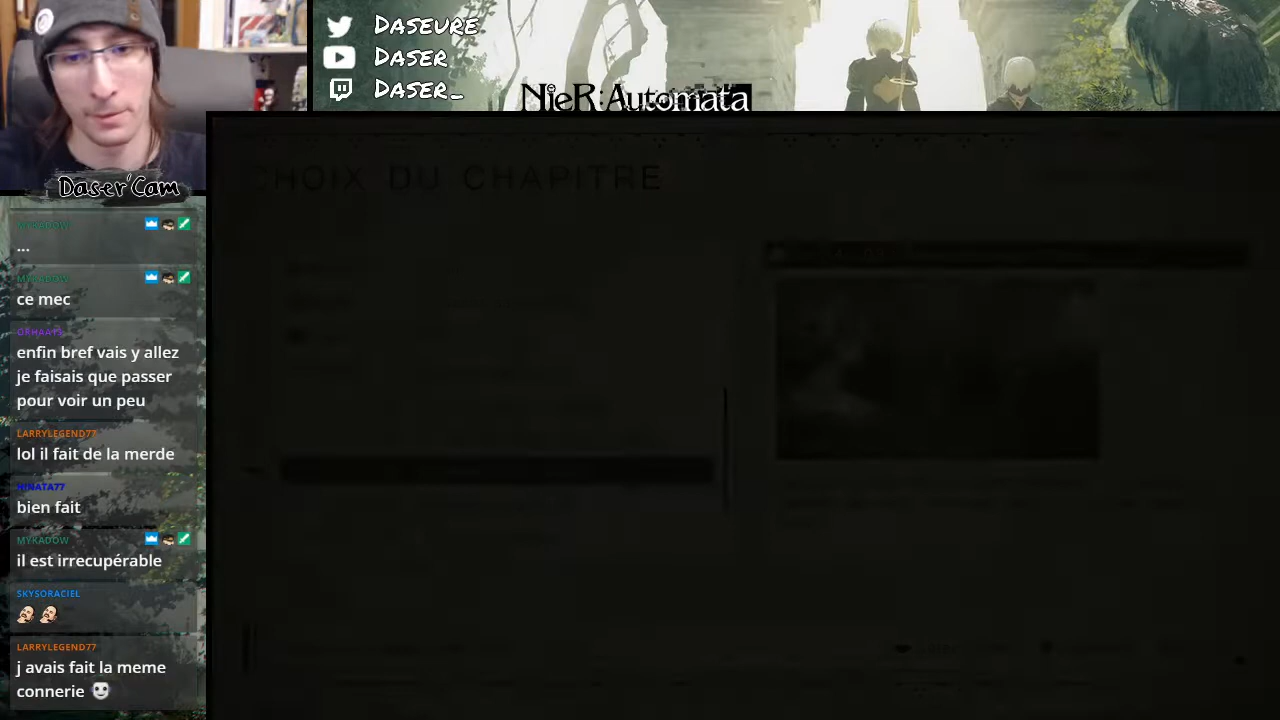 DASEURE
DASER
DASER_
NieR:Automata
Daser'Cam
CHOIX DU CHAPITRE
MYKADOW
...
MYKADOW
ce mec
enfin bref vais y allez
je faisais que passer
pour voir un peu
LARRYLEGEND77
lol il fait de la merde
HINATA77
bien fait
MYKADOW
il est irrecupérable
SKYSORACIEL
LARRYLEGEND77
j avais fait la meme
connerie